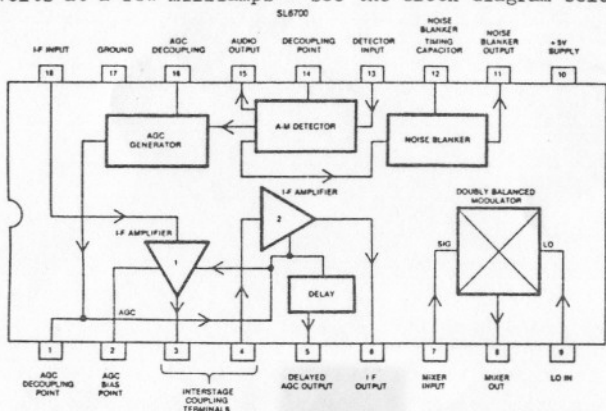 SL6700
I-F INPUT
GROUND
AGC DECOUPLING
AUDIO OUTPUT
DECOUPLING POINT
DETECTOR INPUT
NOISE BLANKER TIMING CAPACITOR
NOISE BLANKER OUTPUT
+5V SUPPLY
18 17 16 15 14 13 12 11 10
AGC GENERATOR
A-M DETECTOR
NOISE BLANKER
I-F AMPLIFIER
2
DOUBLY BALANCED MODULATOR
I-F AMPLIFIER
1
SIG
LO
DELAY
AGC
1 2 3 4 5 6 7 8 9
AGC DECOUPLING POINT
AGC BIAS POINT
INTERSTAGE COUPLING TERMINALS
DELAYED AGC OUTPUT
I F OUTPUT
MIXER INPUT
MIXER OUT
LO IN